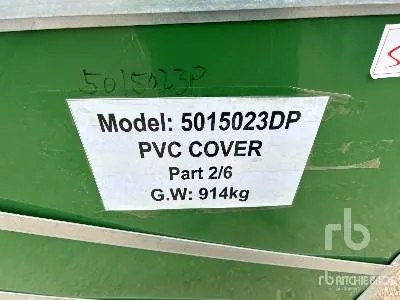 5015023P
Model: 5015023DP
PVC COVER
Part 2/6
G.W: 914kg
rb
rb RITCHIE BROS